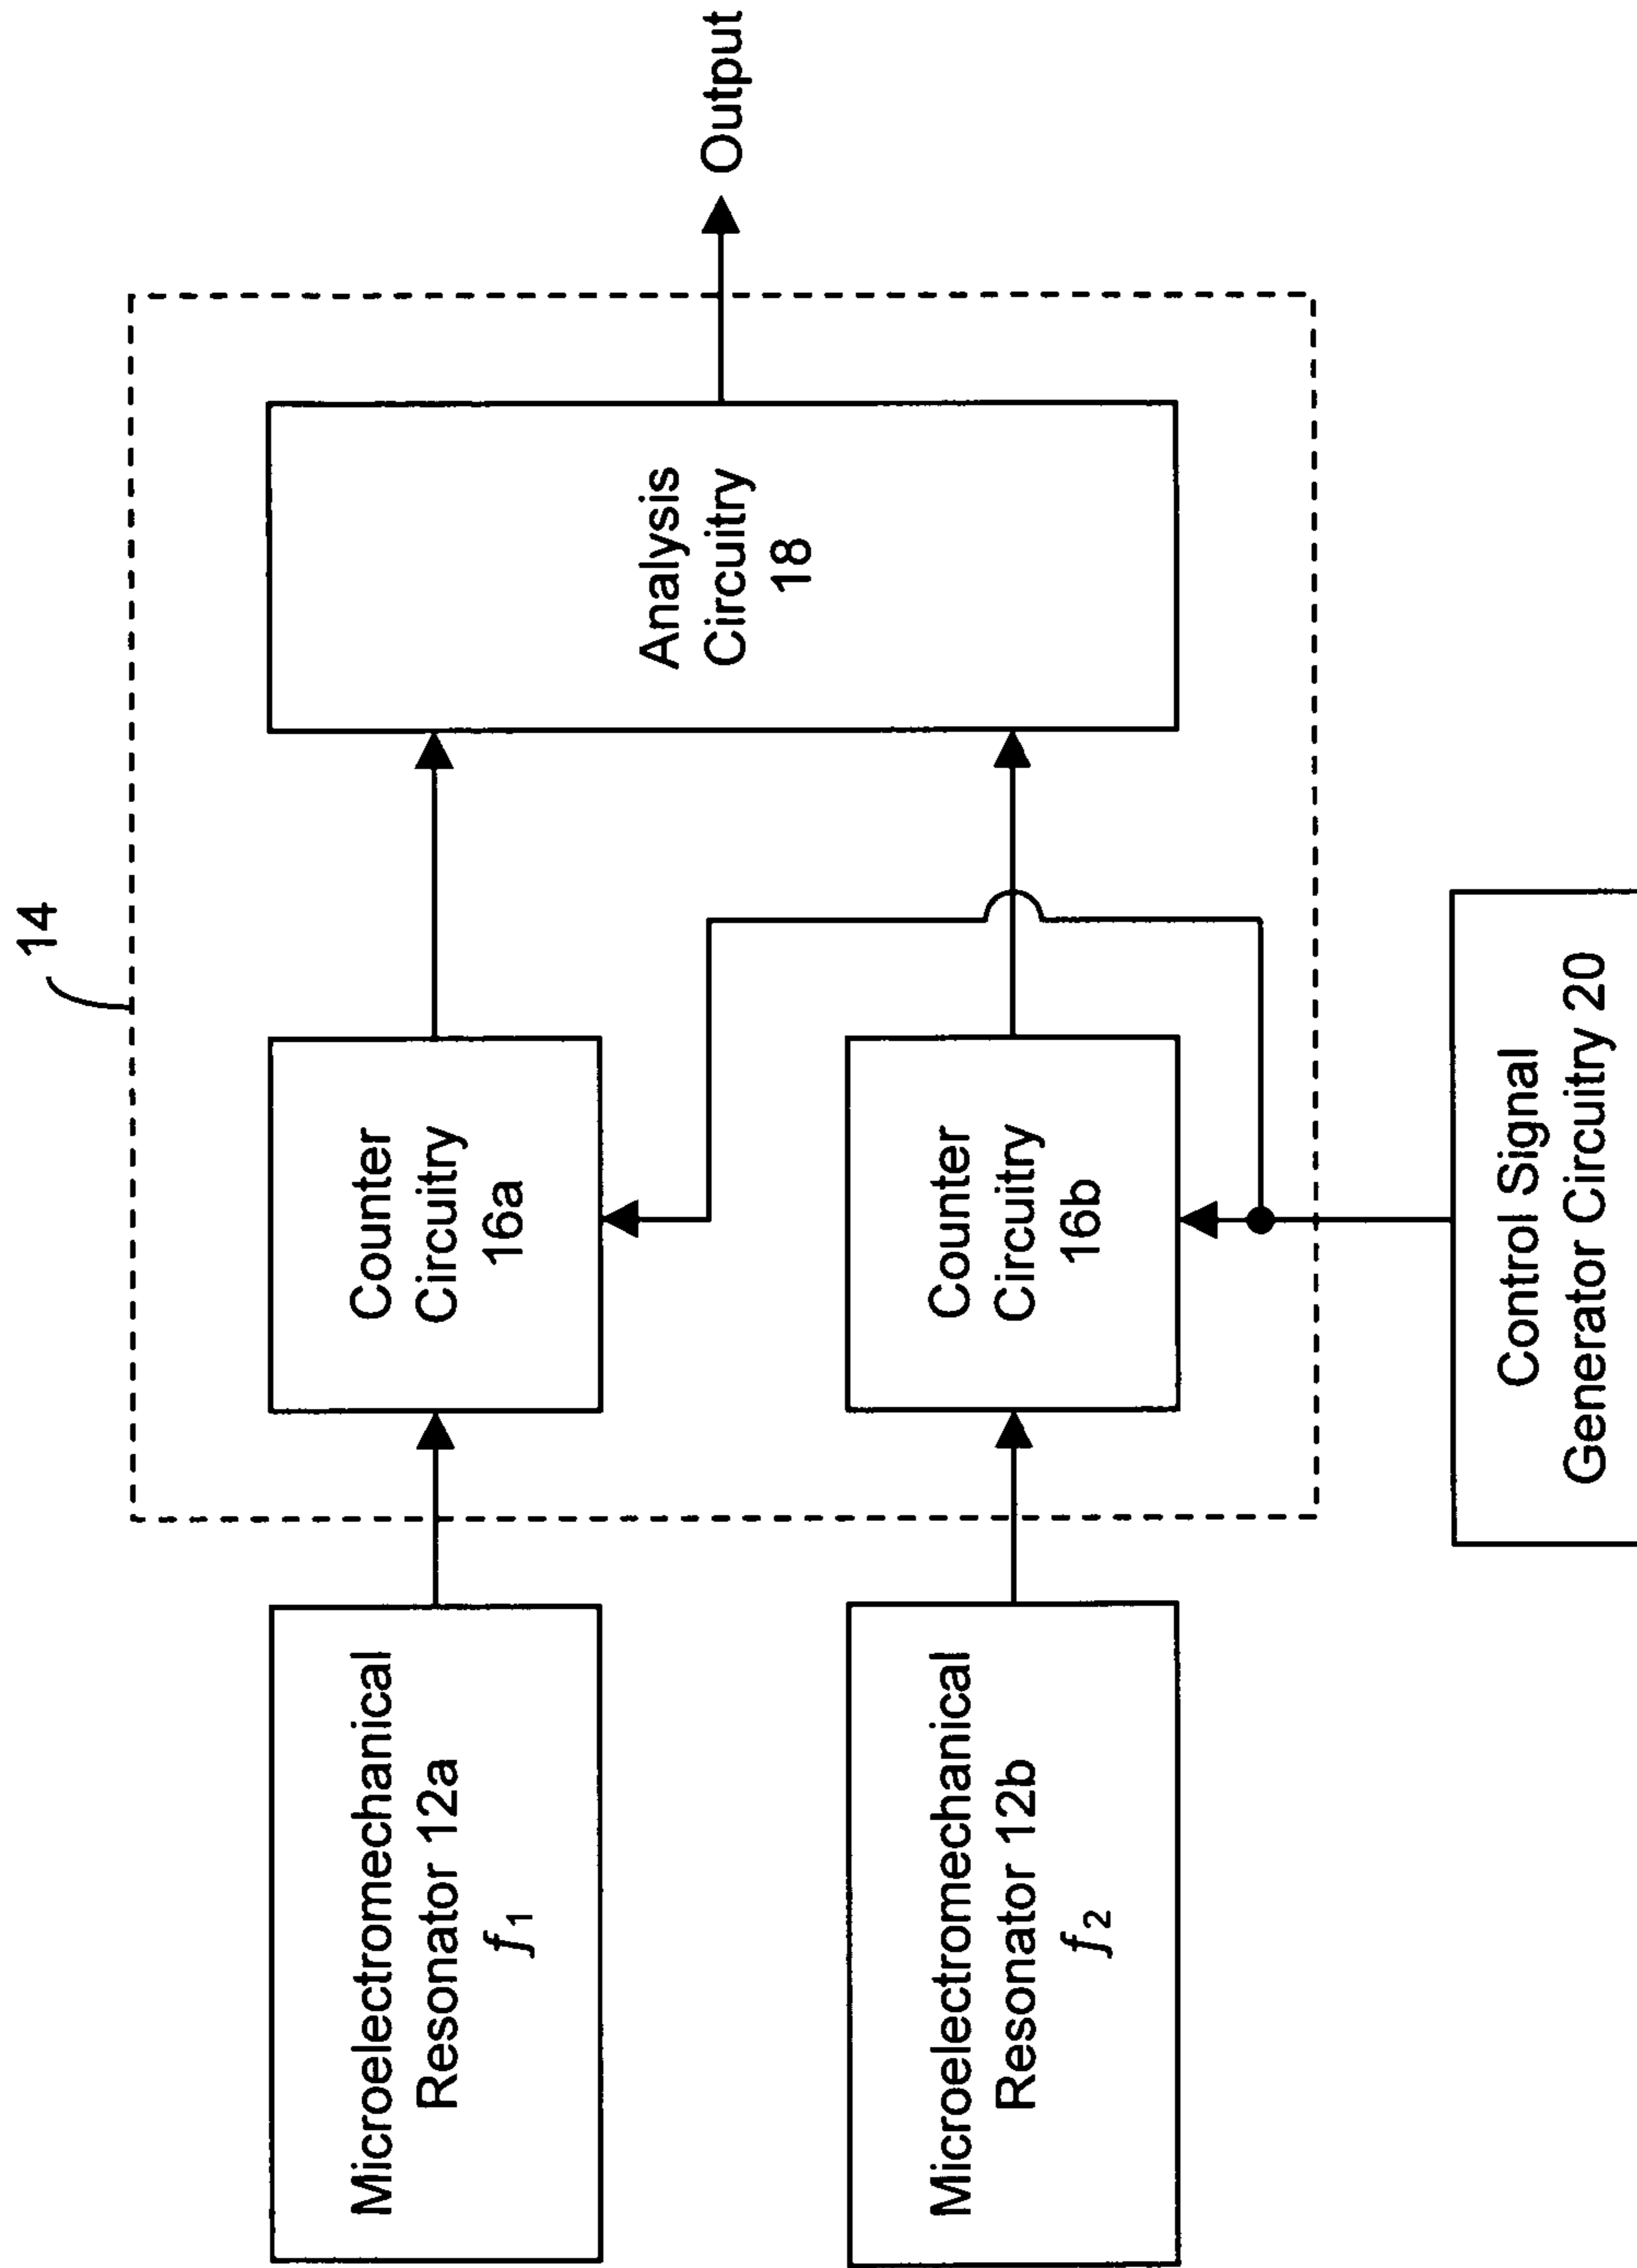 14
Microelectromechanical
Resonator 12a
f1
Counter
Circuitry
16a
Analysis
Circuitry
18
Output
Microelectromechanical
Resonator 12b
f2
Counter
Circuitry
16b
Control Signal
Generator Circuitry 20